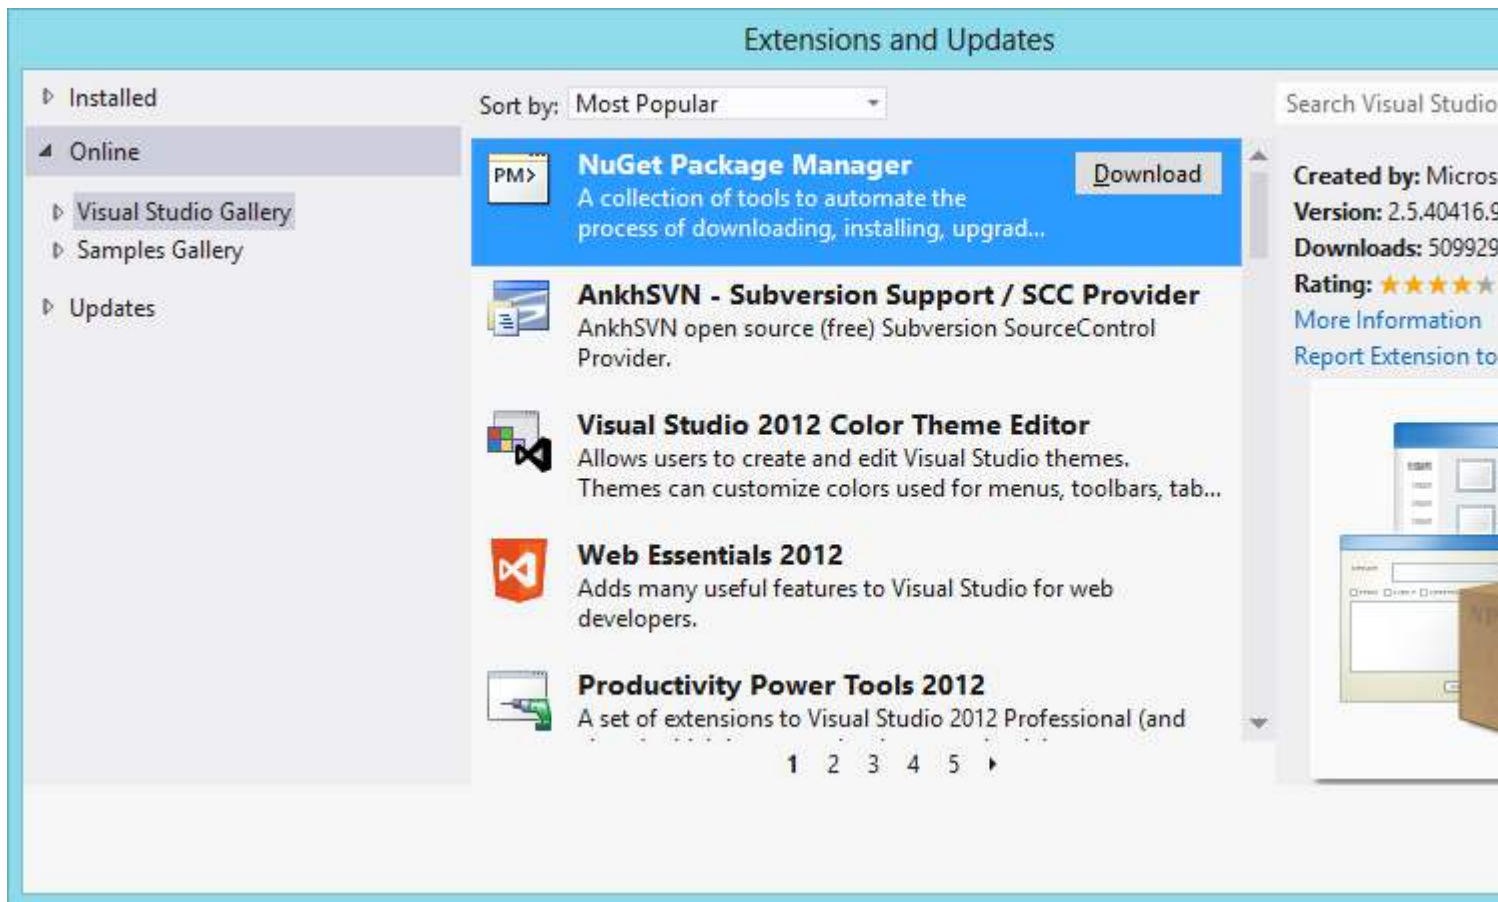 Extensions and Updates
Installed
Online
Visual Studio Gallery
Samples Gallery
Updates
Sort by: Most Popular
PM>
NuGet Package Manager
Download
A collection of tools to automate the
process of downloading, installing, upgrad...
AnkhSVN - Subversion Support / SCC Provider
AnkhSVN open source (free) Subversion SourceControl
Provider.
Visual Studio 2012 Color Theme Editor
Allows users to create and edit Visual Studio themes.
Themes can customize colors used for menus, toolbars, tab...
Web Essentials 2012
Adds many useful features to Visual Studio for web
developers.
Productivity Power Tools 2012
A set of extensions to Visual Studio 2012 Professional (and
1 2 3 4 5
Search Visual Studio
Created by: Micros
Version: 2.5.40416.9
Downloads: 509929
Rating:
More Information
Report Extension to